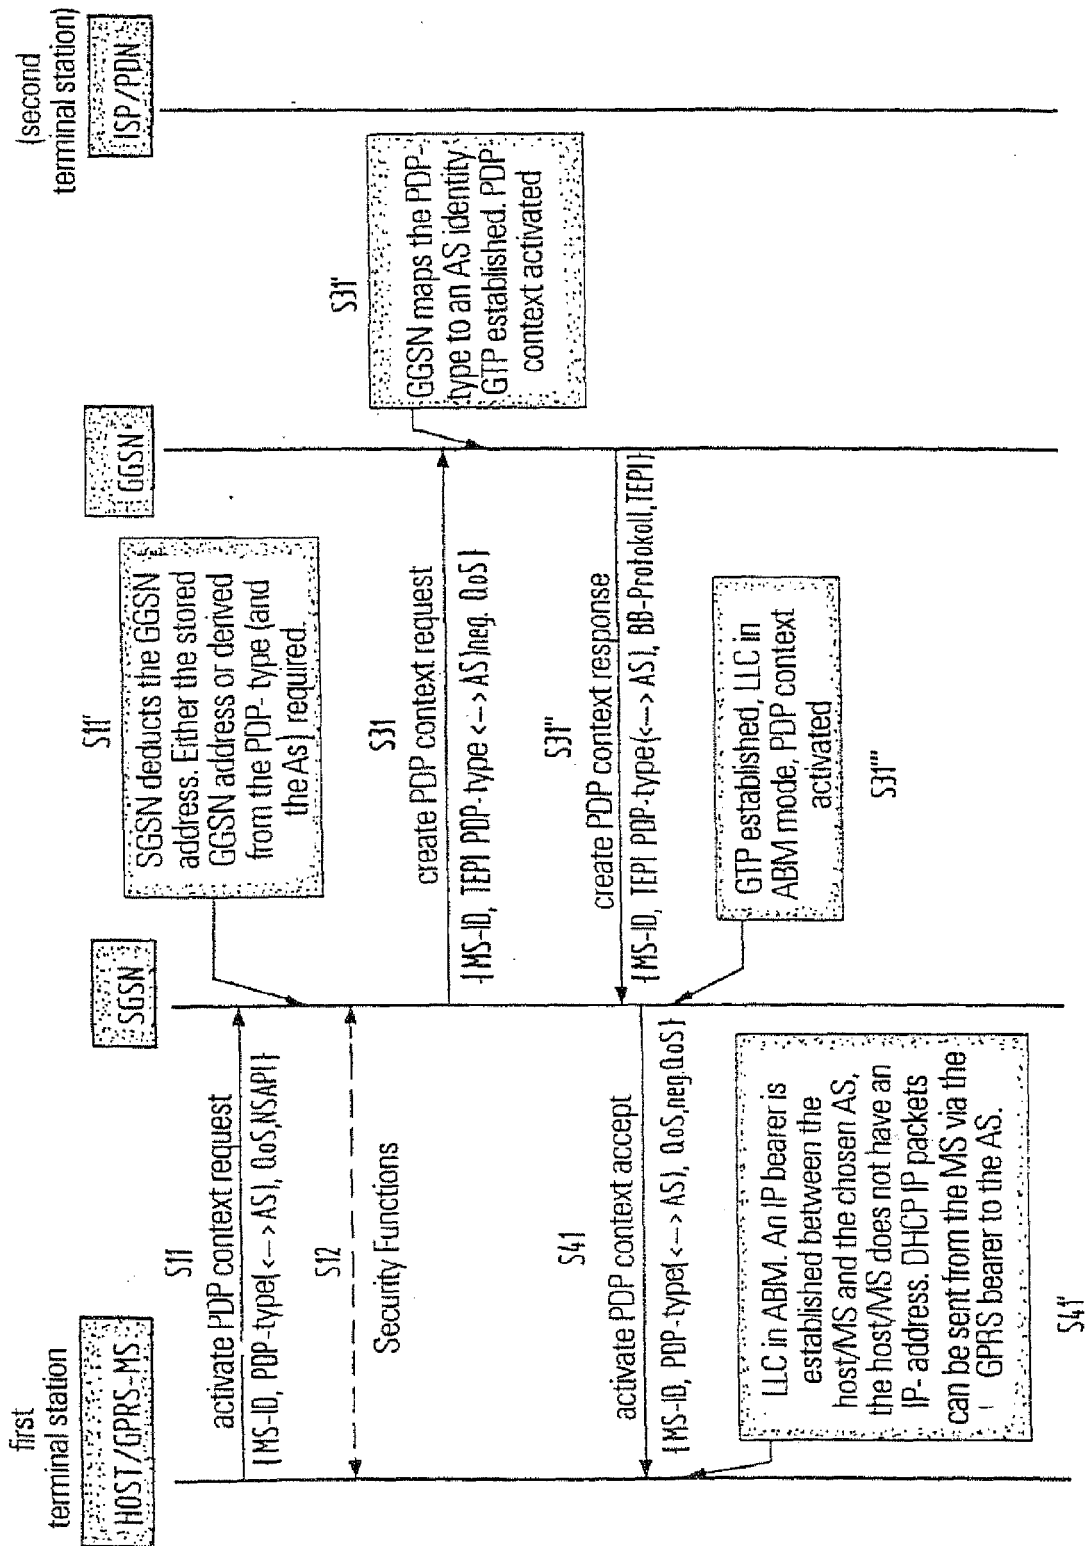 first
terminal station
HOST/GPRS-MS
SGSN
GGSN
(second
terminal station)
ISP/PDN
S11
activate PDP context request
{MS-ID, PDP-type(<-->AS), QoS,NSAPI}
S11'
SGSN deducts the GGSN
address. Either the stored
GGSN address or derived
from the PDP- type (and
the As) required.
S12
Security Functions
S31
create PDP context request
{MS-ID, TEPI PDP-type <-->AS)neg. QoS}
S31'
GGSN maps the PDP-
type to an AS identity
GTP established. PDP
context activated
S31"
create PDP context response
{MS-ID, TEPI PDP-type(<-->AS), BB-Protokoll,TEPI}
GTP established, LLC in
ABM mode, PDP context
activated
S31"'
S41
activate PDP context accept
{MS-ID, PDP-type(<-->AS), QoS,neg.QoS}
LLC in ABM. An IP bearer is
established between the
host/MS and the chosen AS,
the host/MS does not have an
IP- address. DHCP IP packets
can be sent from the MS via the
GPRS bearer to the AS.
S41'